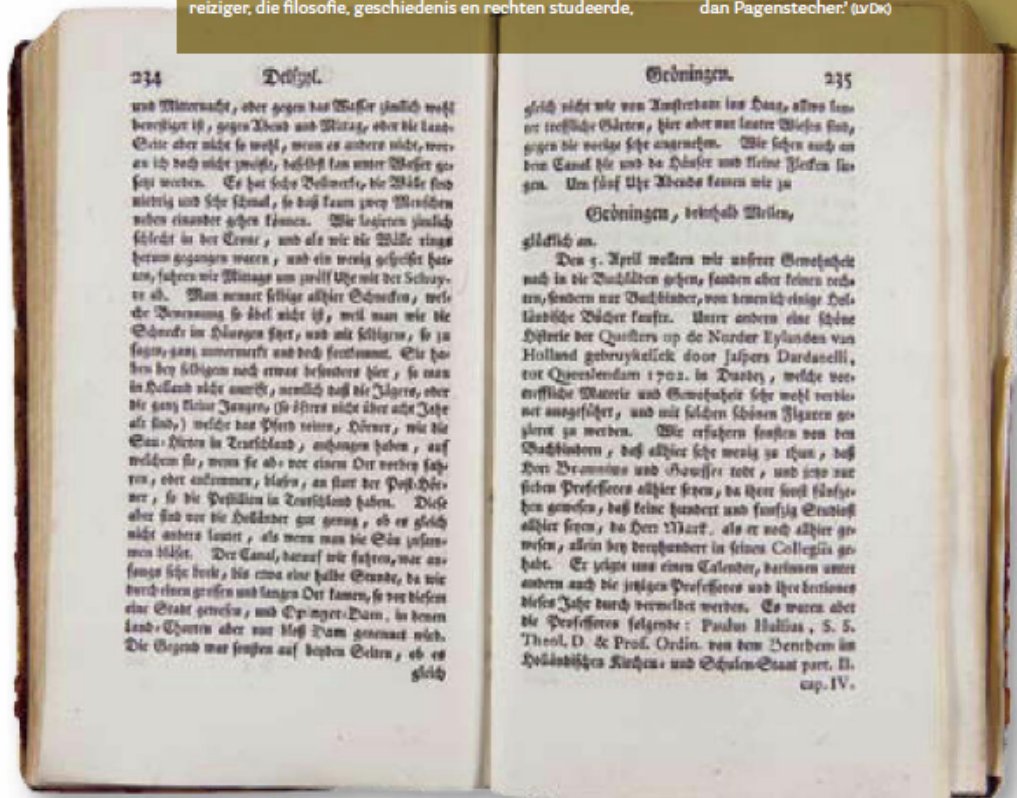 reiziger, die filosofie, geschiedenis en rechten studeerde,
dan Pagenstecher.’ (LvDK)
234 Delfzyl.
und Mitternacht, oder gegen das Wasser zimlich wohl
bevestiget ist, gegen Abend und Mittag, oder die Land-
Seite aber nicht so wohl, wenn es anders nicht, wor-
an ich doch nicht zweifle, daselbst kan unter Wasser ge-
setzt werden. Es hat sechs Bollwercke, die Wälle sind
niedrig und sehr schmal, so daß kaum zwey Menschen
neben einander gehen können. Wir logirten zimlich
schlecht in der Crone, und als wir die Wälle rings
herum gegangen waren, und ein wenig gespeißt hat-
ten, fuhren wir Mittags um zwölf Uhr mit der Schuy-
te ab. Man nennet selbige allhier Schnecken, wel-
che Benennung so übel nicht ist, weil man wie die
Schnecke im Häusgen sitzt, und mit selbigem, so zu
sagen, ganz unvermerkt und doch fortkommt. Sie ha-
ben bey selbigem noch etwas besonders hier, so man
in Holland nicht antrifft, nemlich daß die Jägers, oder
die ganz kleine Jungen, (so öfters nicht über acht Jahr
alt sind,) welche das Pferd reiten, Hörner, wie die
Sau-Hirten in Teutschland, anhangen haben, auf
welchem sie, wenn sie ab- vor einem Ort vorbey fah-
ren, oder ankommen, blasen, an statt der Post-Hör-
ner, so die Postilion in Teutschland haben. Diese
aber sind vor die Holländer gut genug, ob es gleich
nicht anders lautet, als wenn man die Säu zusam-
men bläset. Der Canal, darauf wir fuhren, war an-
fangs sehr breit, bis etwa eine halbe Stunde, da wir
durch einen grossen und langen Ort kamen, so vor diesem
eine Stadt gewesen, und Opinger-Dam, in denen
Land-Charten aber nur bloß Dam genennet wird.
Die Gegend war sonsten auf beyden Seiten, ob es
gleich
Gröningen. 235
gleich nicht wie von Amsterdam ins Haag, allwo lau-
ter treffliche Gärten, hier aber nur lauter Wiesen sind,
gegen die vorige sehr angenehm. Wir sahen auch an
dem Canal hie und da Häuser und kleine Flecken lie-
gen. Um fünf Uhr Abends kamen wir zu
Gröningen, dritthalb Meilen,
glücklich an.
Den 5. April wollten wir unserer Gewohnheit
nach in die Buchläden gehen, fanden aber keinen rech-
ten, sondern nur Buchbinder, von denen ich einige Hol-
ländische Bücher kaufte. Unter andern eine schöne
Historie der Questers op de Norder Eylanden van
Holland gebruykelick door Jaspers Dardanelli,
tot Queeslendam 1702. in Duodez, welche vor-
treffliche Materie und Gewohnheit sehr wohl verdie-
net ausgeführt, und mit solchen schönen Figuren ge-
zieret zu werden. Wir erfuhren sonsten von den
Buchbindern, daß allhier sehr wenig zu thun, daß
Herr Braunius und Gousset todt, und jetzo nur
sieben Professores allhier seyen, da ihrer sonst fünfze-
hen gewesen, daß keine hundert und funfzig Studiosi
allhier seyen, da Herr Mark, als er noch allhier ge-
wesen, allein bey dreyhundert in seinen Collegiis ge-
habt. Er zeigte uns einen Calender, darinnen unter
andern auch die jetzigen Professores und ihre lectiones
dieses Jahr durch vermeldet werden. Es waren aber
die Professores folgende: Paulus Hulsius, S. S.
Theol. D. & Prof. Ordin. von dem Benthem im
Holländischen Kirchen- und Schulen-Staat part. II.
cap. IV.